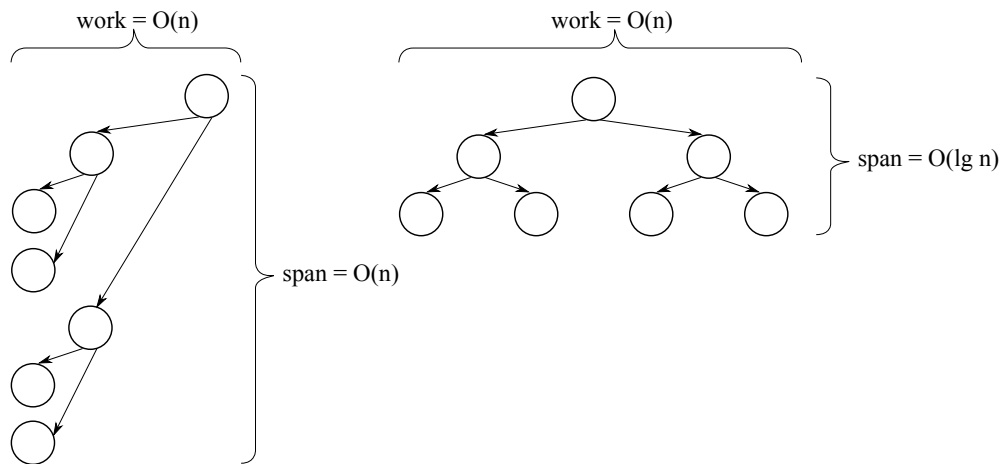 work = O(n)
work = O(n)
span = O(lg n)
span = O(n)